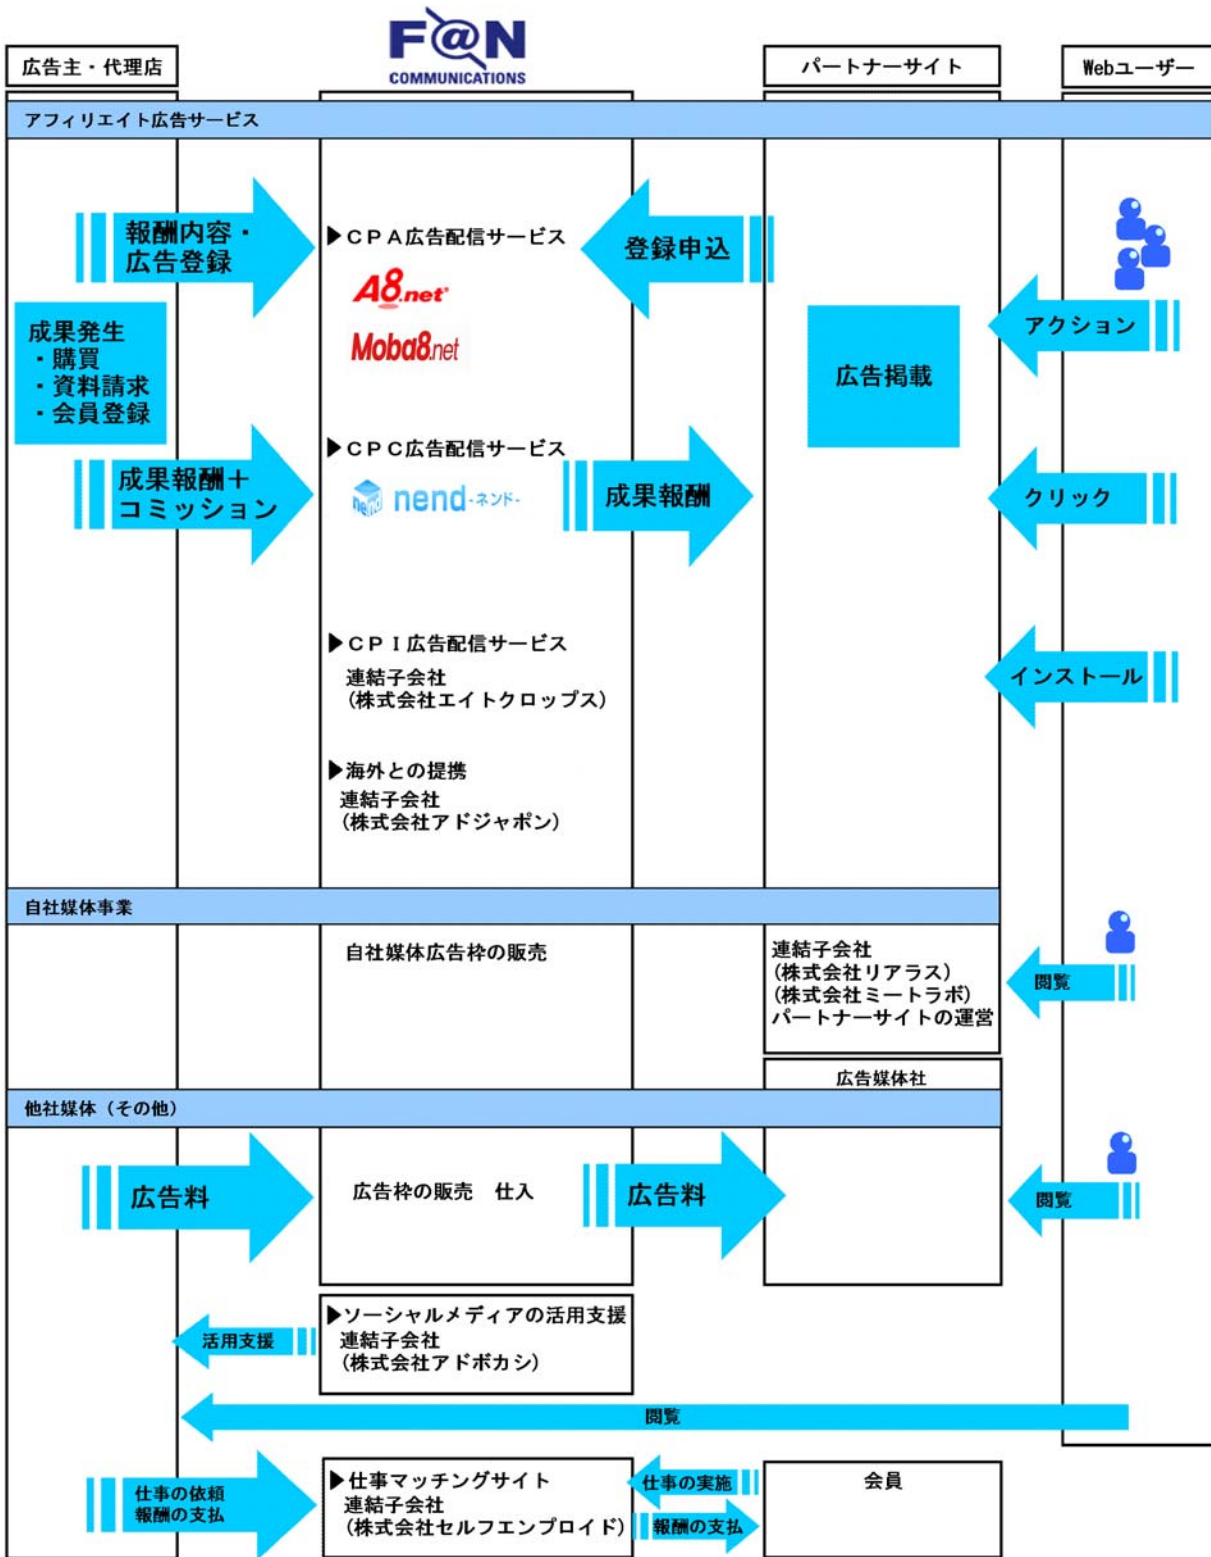 F@N
COMMUNICATIONS
広告主・代理店
パートナーサイト
Webユーザー
アフィリエイト広告サービス
報酬内容・
広告登録
▶CPA広告配信サービス
A8.net
Moba8.net
登録申込
アクション
成果発生
・購買
・資料請求
・会員登録
広告掲載
成果報酬＋
コミッション
▶CPC広告配信サービス
nend
nend-ネンド-
成果報酬
クリック
▶CPI広告配信サービス
連結子会社
(株式会社エイトクロップス)
インストール
▶海外との提携
連結子会社
(株式会社アドジャポン)
自社媒体事業
自社媒体広告枠の販売
連結子会社
(株式会社リアラス)
(株式会社ミートラボ)
パートナーサイトの運営
閲覧
広告媒体社
他社媒体（その他）
広告料
広告枠の販売　仕入
広告料
閲覧
▶ソーシャルメディアの活用支援
連結子会社
(株式会社アドボカシ)
活用支援
閲覧
仕事の依頼
報酬の支払
▶仕事マッチングサイト
連結子会社
(株式会社セルフエンプロイド)
仕事の実施
報酬の支払
会員